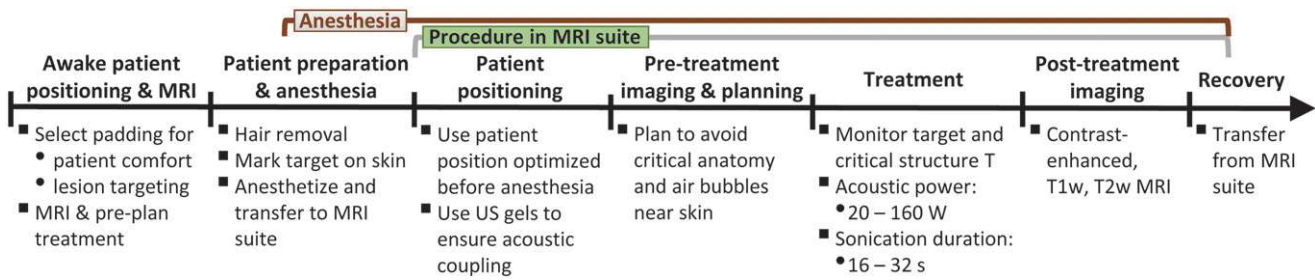 Anesthesia
Procedure in MRI suite
Awake patient
positioning & MRI
■ Select padding for
• patient comfort
• lesion targeting
■ MRI & pre-plan
treatment
Patient preparation
& anesthesia
■ Hair removal
■ Mark target on skin
■ Anesthetize and
transfer to MRI
suite
Patient
positioning
■ Use patient
position optimized
before anesthesia
■ Use US gels to
ensure acoustic
coupling
Pre-treatment
imaging & planning
■ Plan to avoid
critical anatomy
and air bubbles
near skin
Treatment
■ Monitor target and
critical structure T
■ Acoustic power:
• 20 – 160 W
■ Sonication duration:
• 16 – 32 s
Post-treatment
imaging
■ Contrast-
enhanced,
T1w, T2w MRI
Recovery
■ Transfer
from MRI
suite